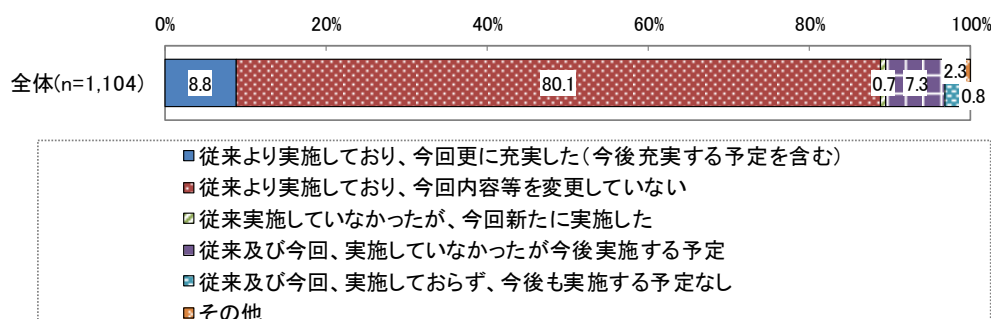 0% 20% 40% 60% 80% 100%
全体(n=1,104) 8.8 80.1 0.7 7.3 2.3 0.8
従来より実施しており、今回更に充実した(今後充実する予定を含む)
従来より実施しており、今回内容等を変更していない
従来実施していなかったが、今回新たに実施した
従来及び今回、実施していなかったが今後実施する予定
従来及び今回、実施しておらず、今後も実施する予定なし
その他